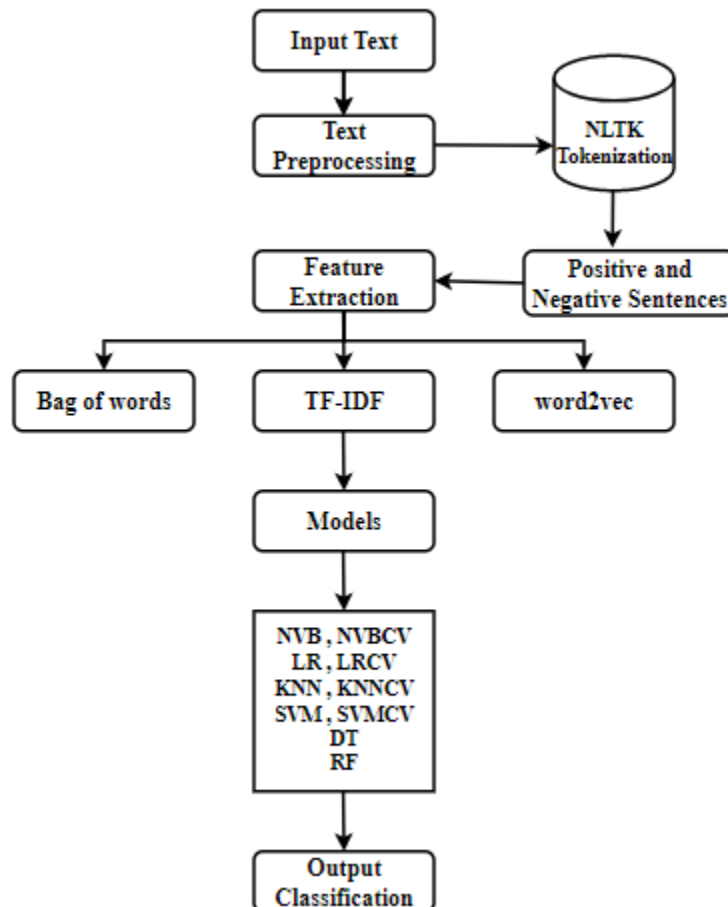 Input Text
Text
Preprocessing
NLTK
Tokenization
Positive and
Negative Sentences
Feature
Extraction
Bag of words
TF-IDF
word2vec
Models
NVB , NVBCV
LR , LRCV
KNN , KNNCV
SVM , SVMCV
DT
RF
Output
Classification